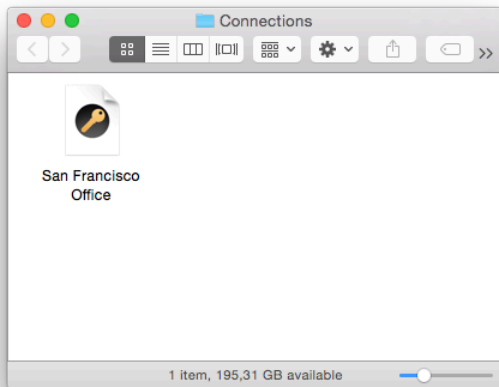 Connections
San Francisco
Office
1 item, 195,31 GB available